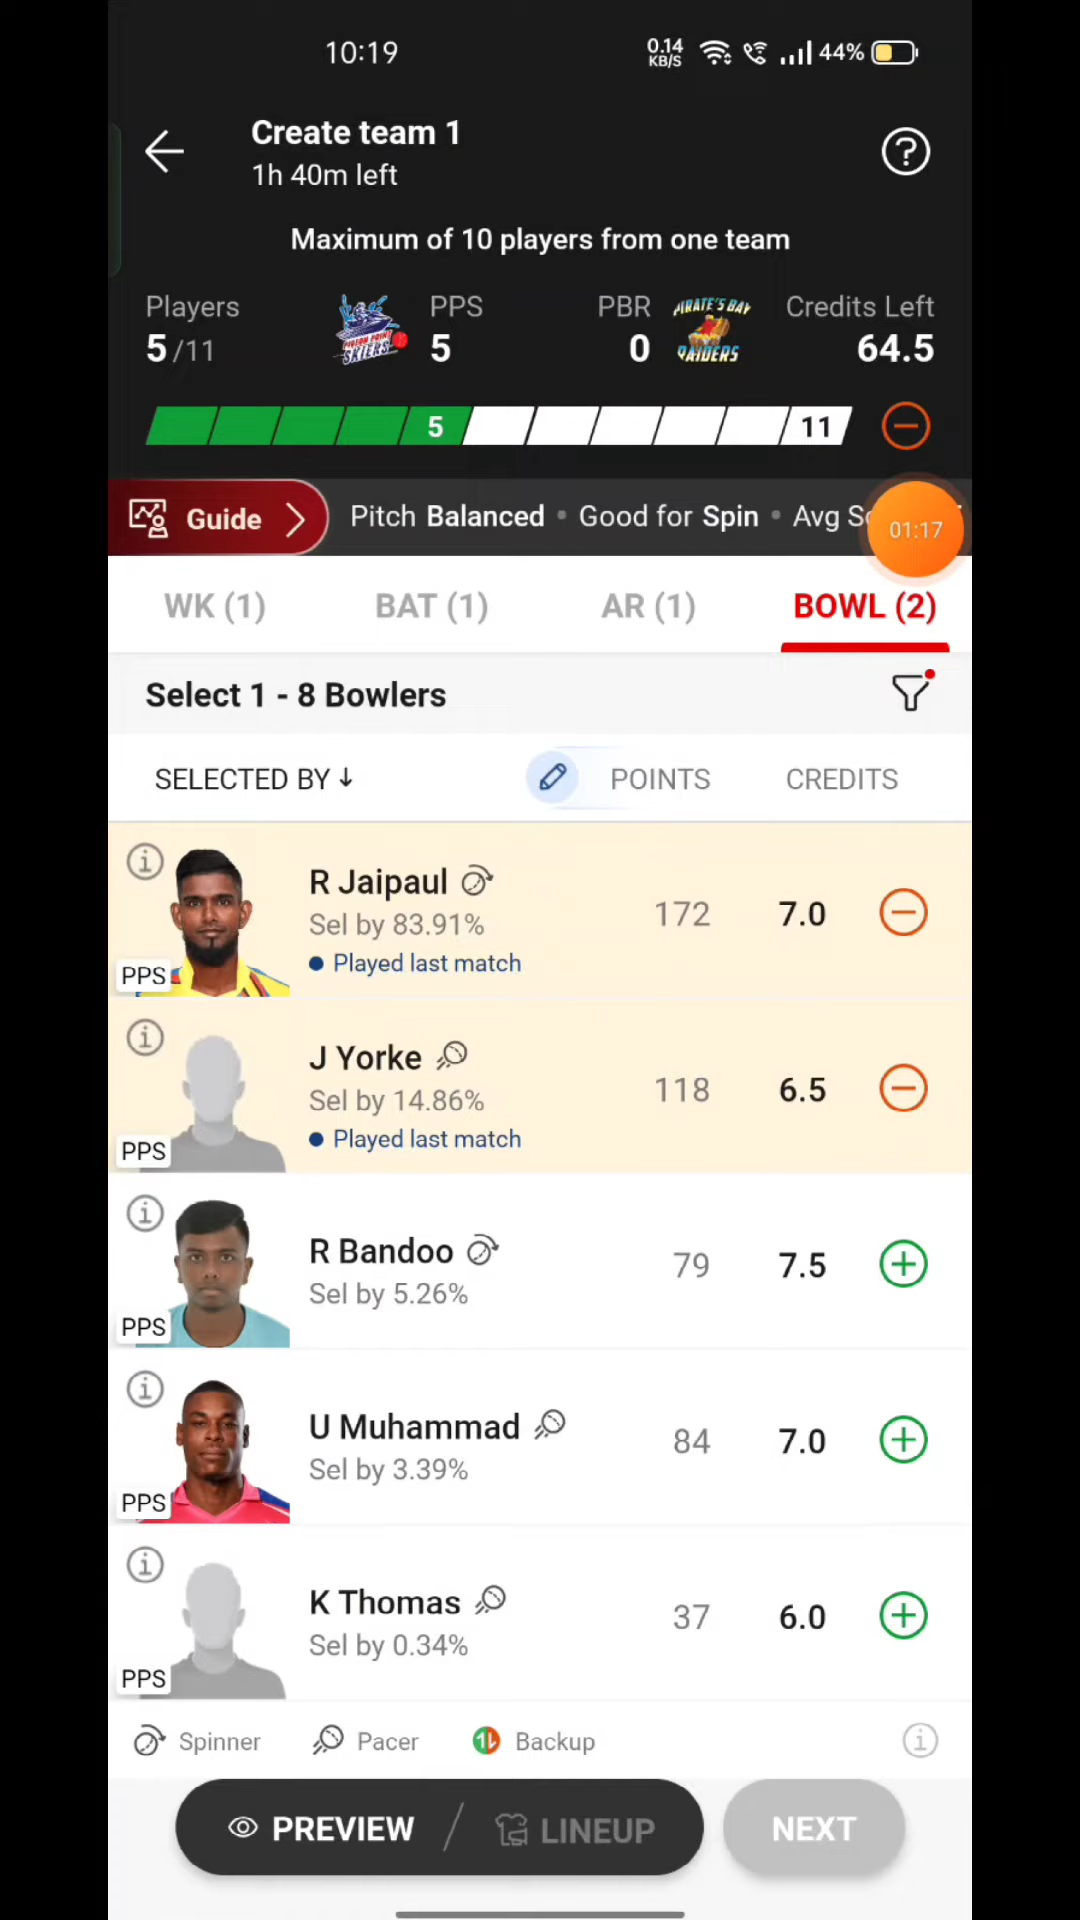 10:19
0.14 KB/S
44%
Create team 1
1h 40m left
Maximum of 10 players from one team
Players
5/11
PIGEON POINT SKIERS
PPS
5
PBR
0
PIRATE'S BAY
RAIDERS
Credits Left
64.5
5
11
Guide
Pitch Balanced • Good for Spin • Avg
01:17
WK (1)
BAT (1)
AR (1)
BOWL (2)
Select 1 - 8 Bowlers
SELECTED BY ↓
POINTS
CREDITS
R Jaipaul
Sel by 83.91%
Played last match
PPS
172
7.0
J Yorke
Sel by 14.86%
Played last match
PPS
118
6.5
R Bandoo
Sel by 5.26%
PPS
79
7.5
U Muhammad
Sel by 3.39%
PPS
84
7.0
K Thomas
Sel by 0.34%
PPS
37
6.0
Spinner
Pacer
Backup
PREVIEW
LINEUP
NEXT